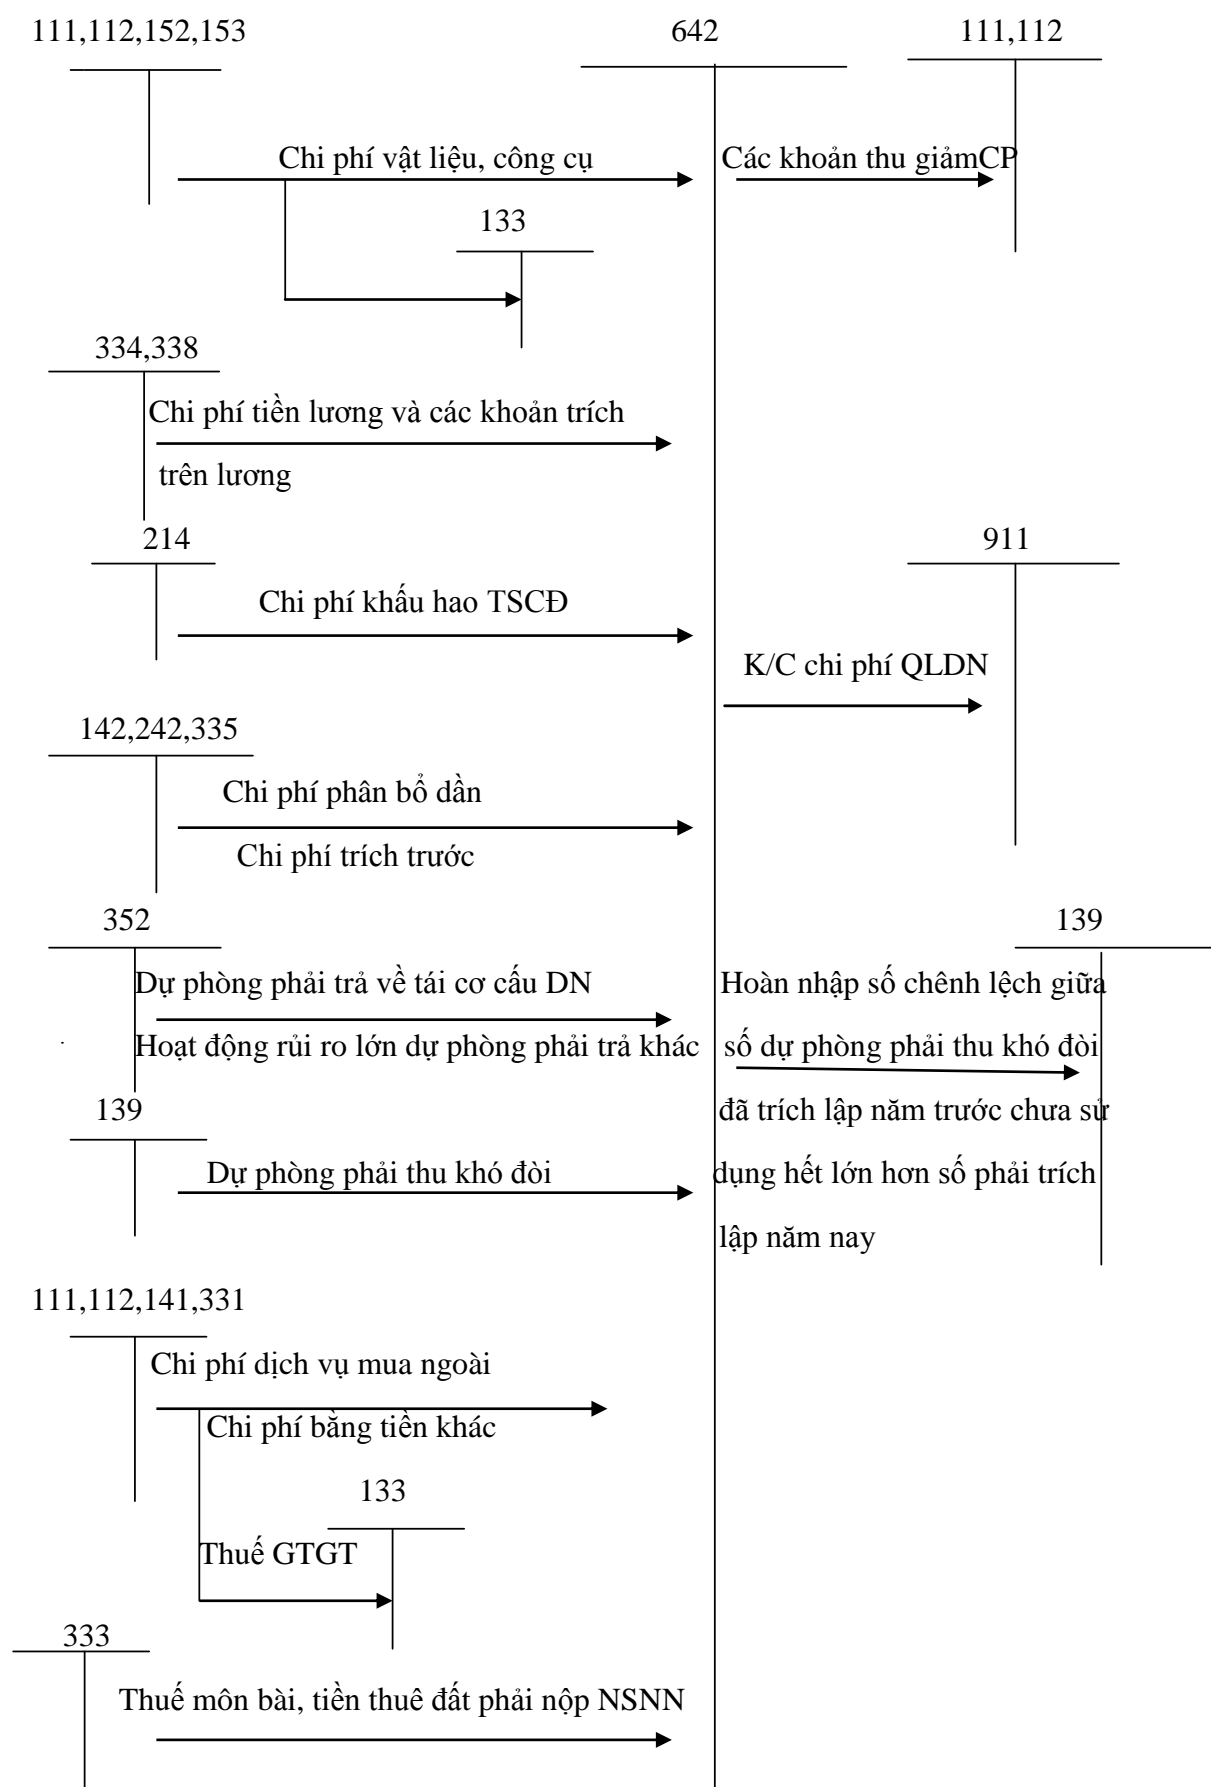 111,112,152,153
642
111,112
Chi phí vật liệu, công cụ
Các khoản thu giảmCP
133
334,338
Chi phí tiền lương và các khoản trích
trên lương
214
911
Chi phí khấu hao TSCĐ
K/C chi phí QLDN
142,242,335
Chi phí phân bổ dần
Chi phí trích trước
352
139
Dự phòng phải trả về tái cơ cấu DN
Hoàn nhập số chênh lệch giữa
Hoạt động rủi ro lớn dự phòng phải trả khác
số dự phòng phải thu khó đòi
139
đã trích lập năm trước chưa sử
Dự phòng phải thu khó đòi
dụng hết lớn hơn số phải trích
lập năm nay
111,112,141,331
Chi phí dịch vụ mua ngoài
Chi phí bằng tiền khác
133
Thuế GTGT
333
Thuế môn bài, tiền thuê đất phải nộp NSNN